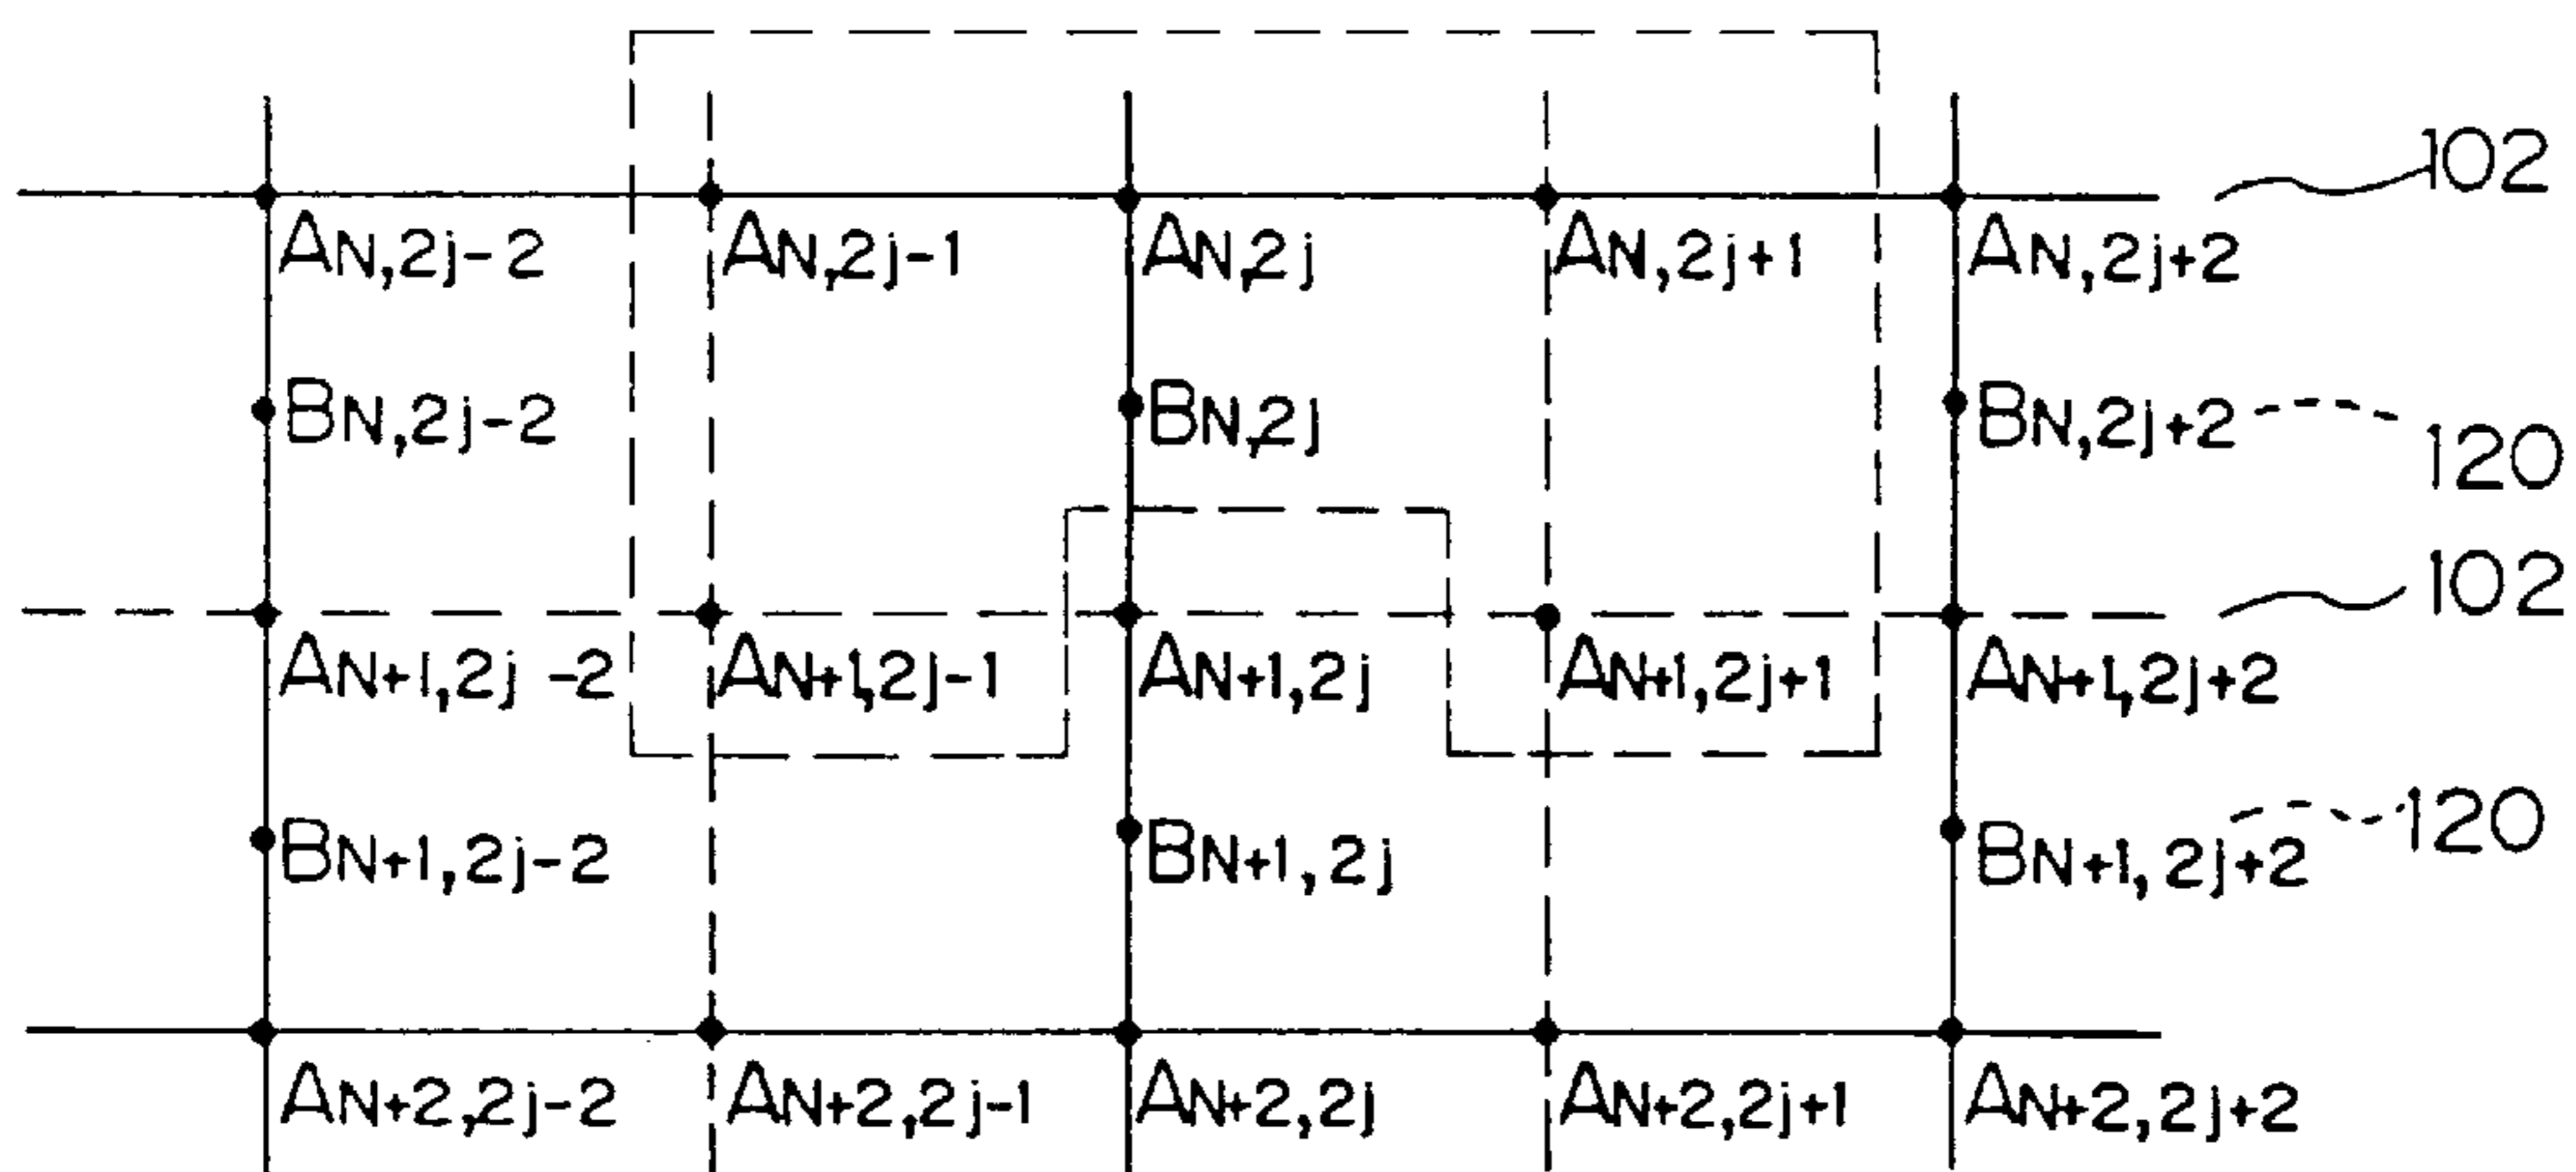 102
AN,2j-2 AN,2j-1 AN,2j AN,2j+1 AN,2j+2
BN,2j-2 BN,2j BN,2j+2
120
102
AN+1,2j-2 AN+1,2j-1 AN+1,2j AN+1,2j+1 AN+1,2j+2
120
BN+1,2j-2 BN+1,2j BN+1,2j+2
AN+2,2j-2 AN+2,2j-1 AN+2,2j AN+2,2j+1 AN+2,2j+2